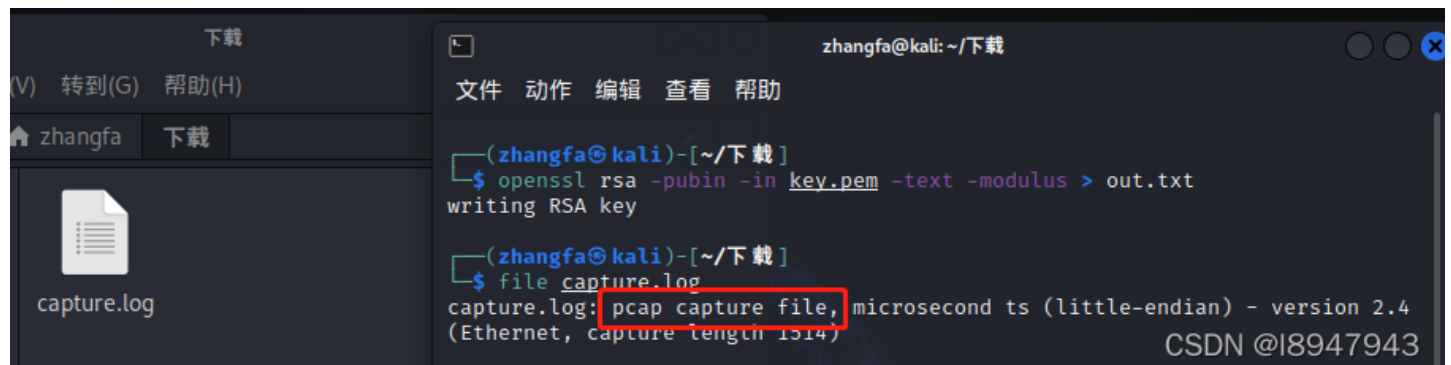 下载
(V) 转到(G) 帮助(H)
zhangfa 下载
capture.log
zhangfa@kali: ~/下载
文件 动作 编辑 查看 帮助
┌──(zhangfa㉿kali)-[~/下载]
└─$ openssl rsa -pubin -in key.pem -text -modulus > out.txt
writing RSA key
┌──(zhangfa㉿kali)-[~/下载]
└─$ file capture.log
capture.log: pcap capture file, microsecond ts (little-endian) - version 2.4
(Ethernet, capture length 1514)
CSDN @l8947943